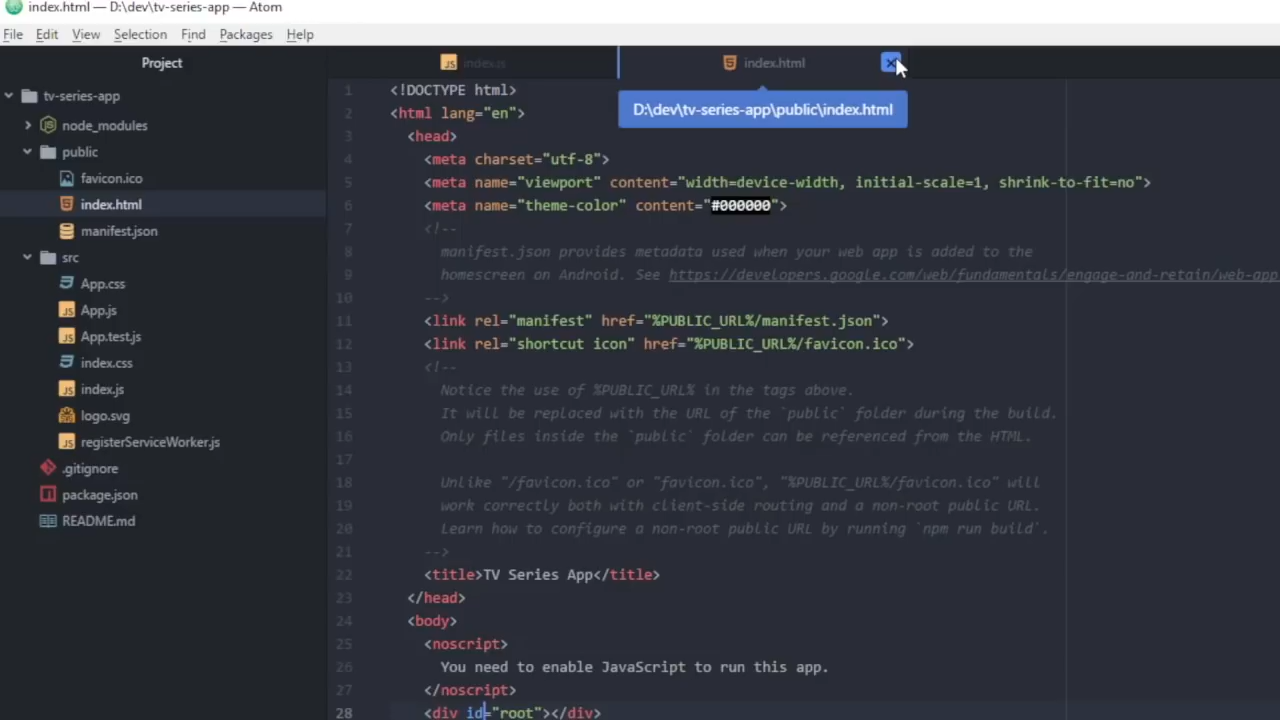 index.html — D:\dev\tv-series-app — Atom
File Edit View Selection Find Packages Help
Project
index.js
index.html
D:\dev\tv-series-app\public\index.html
tv-series-app
node_modules
public
favicon.ico
index.html
manifest.json
src
App.css
App.js
App.test.js
index.css
index.js
logo.svg
registerServiceWorker.js
.gitignore
package.json
README.md
1 <!DOCTYPE html>
2 <html lang="en">
3 <head>
4 <meta charset="utf-8">
5 <meta name="viewport" content="width=device-width, initial-scale=1, shrink-to-fit=no">
6 <meta name="theme-color" content="#000000">
7 <!--
8 manifest.json provides metadata used when your web app is added to the
9 homescreen on Android. See https://developers.google.com/web/fundamentals/engage-and-retain/web-app
10 -->
11 <link rel="manifest" href="%PUBLIC_URL%/manifest.json">
12 <link rel="shortcut icon" href="%PUBLIC_URL%/favicon.ico">
13 <!--
14 Notice the use of %PUBLIC_URL% in the tags above.
15 It will be replaced with the URL of the `public` folder during the build.
16 Only files inside the `public` folder can be referenced from the HTML.
17
18 Unlike "/favicon.ico" or "favicon.ico", "%PUBLIC_URL%/favicon.ico" will
19 work correctly both with client-side routing and a non-root public URL.
20 Learn how to configure a non-root public URL by running `npm run build`.
21 -->
22 <title>TV Series App</title>
23 </head>
24 <body>
25 <noscript>
26 You need to enable JavaScript to run this app.
27 </noscript>
28 <div id="root"></div>